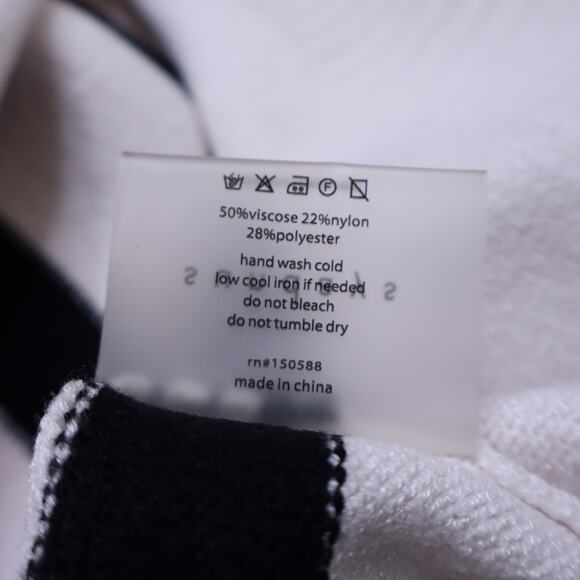 F
50%viscose 22%nylon
28%polyester
hand wash cold
low cool iron if needed
do not bleach
do not tumble dry
rn#150588
made in china